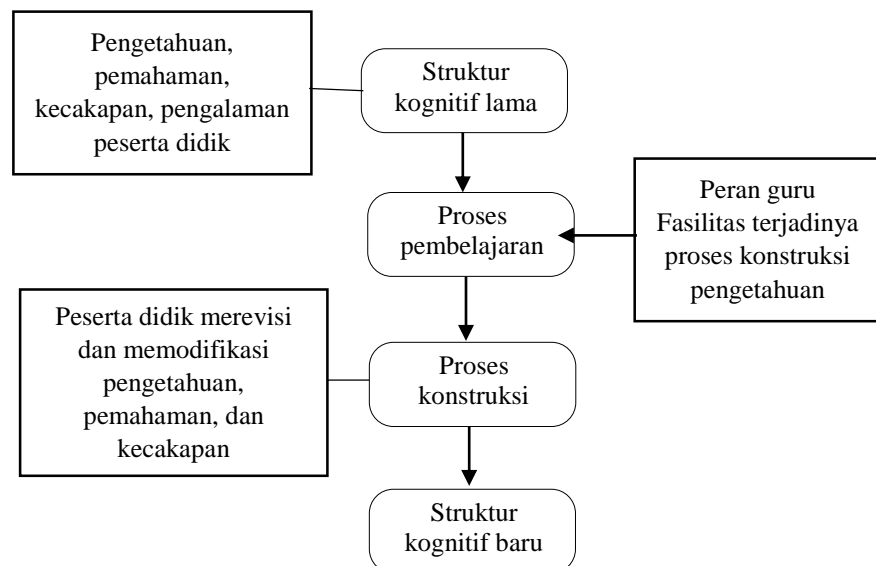 Pengetahuan,
pemahaman,
kecakapan, pengalaman
peserta didik
Struktur
kognitif lama
Proses
pembelajaran
Peran guru
Fasilitas terjadinya
proses konstruksi
pengetahuan
Peserta didik merevisi
dan memodifikasi
pengetahuan,
pemahaman, dan
kecakapan
Proses
konstruksi
Struktur
kognitif baru